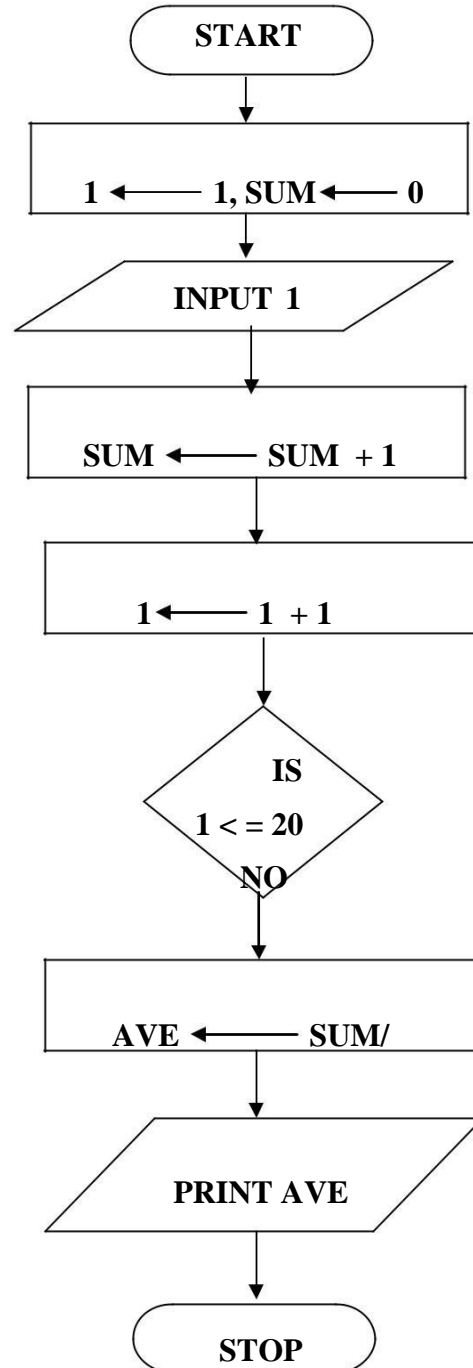 START
1 ← 1, SUM ← 0
INPUT 1
SUM ← SUM + 1
1 ← 1 + 1
IS
1 < = 20
NO
AVE ← SUM/
PRINT AVE
STOP